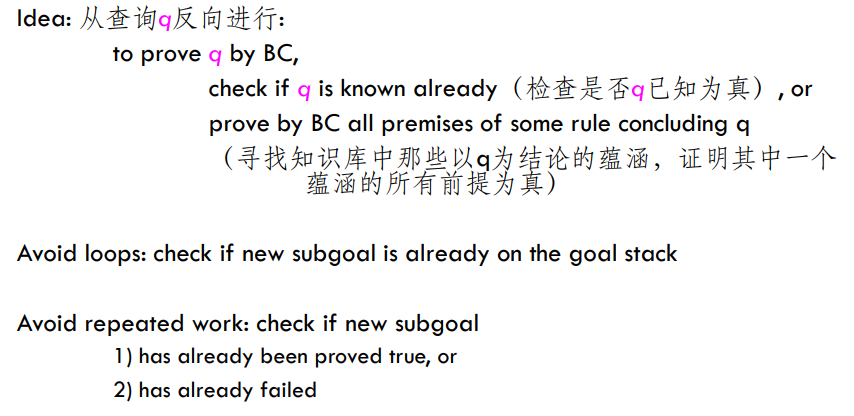 Idea: 从查询q反向进行：
to prove q by BC,
check if q is known already（检查是否q已知为真）, or
prove by BC all premises of some rule concluding q
（寻找知识库中那些以q为结论的蕴涵，证明其中一个
蕴涵的所有前提为真）
Avoid loops: check if new subgoal is already on the goal stack
Avoid repeated work: check if new subgoal
1) has already been proved true, or
2) has already failed